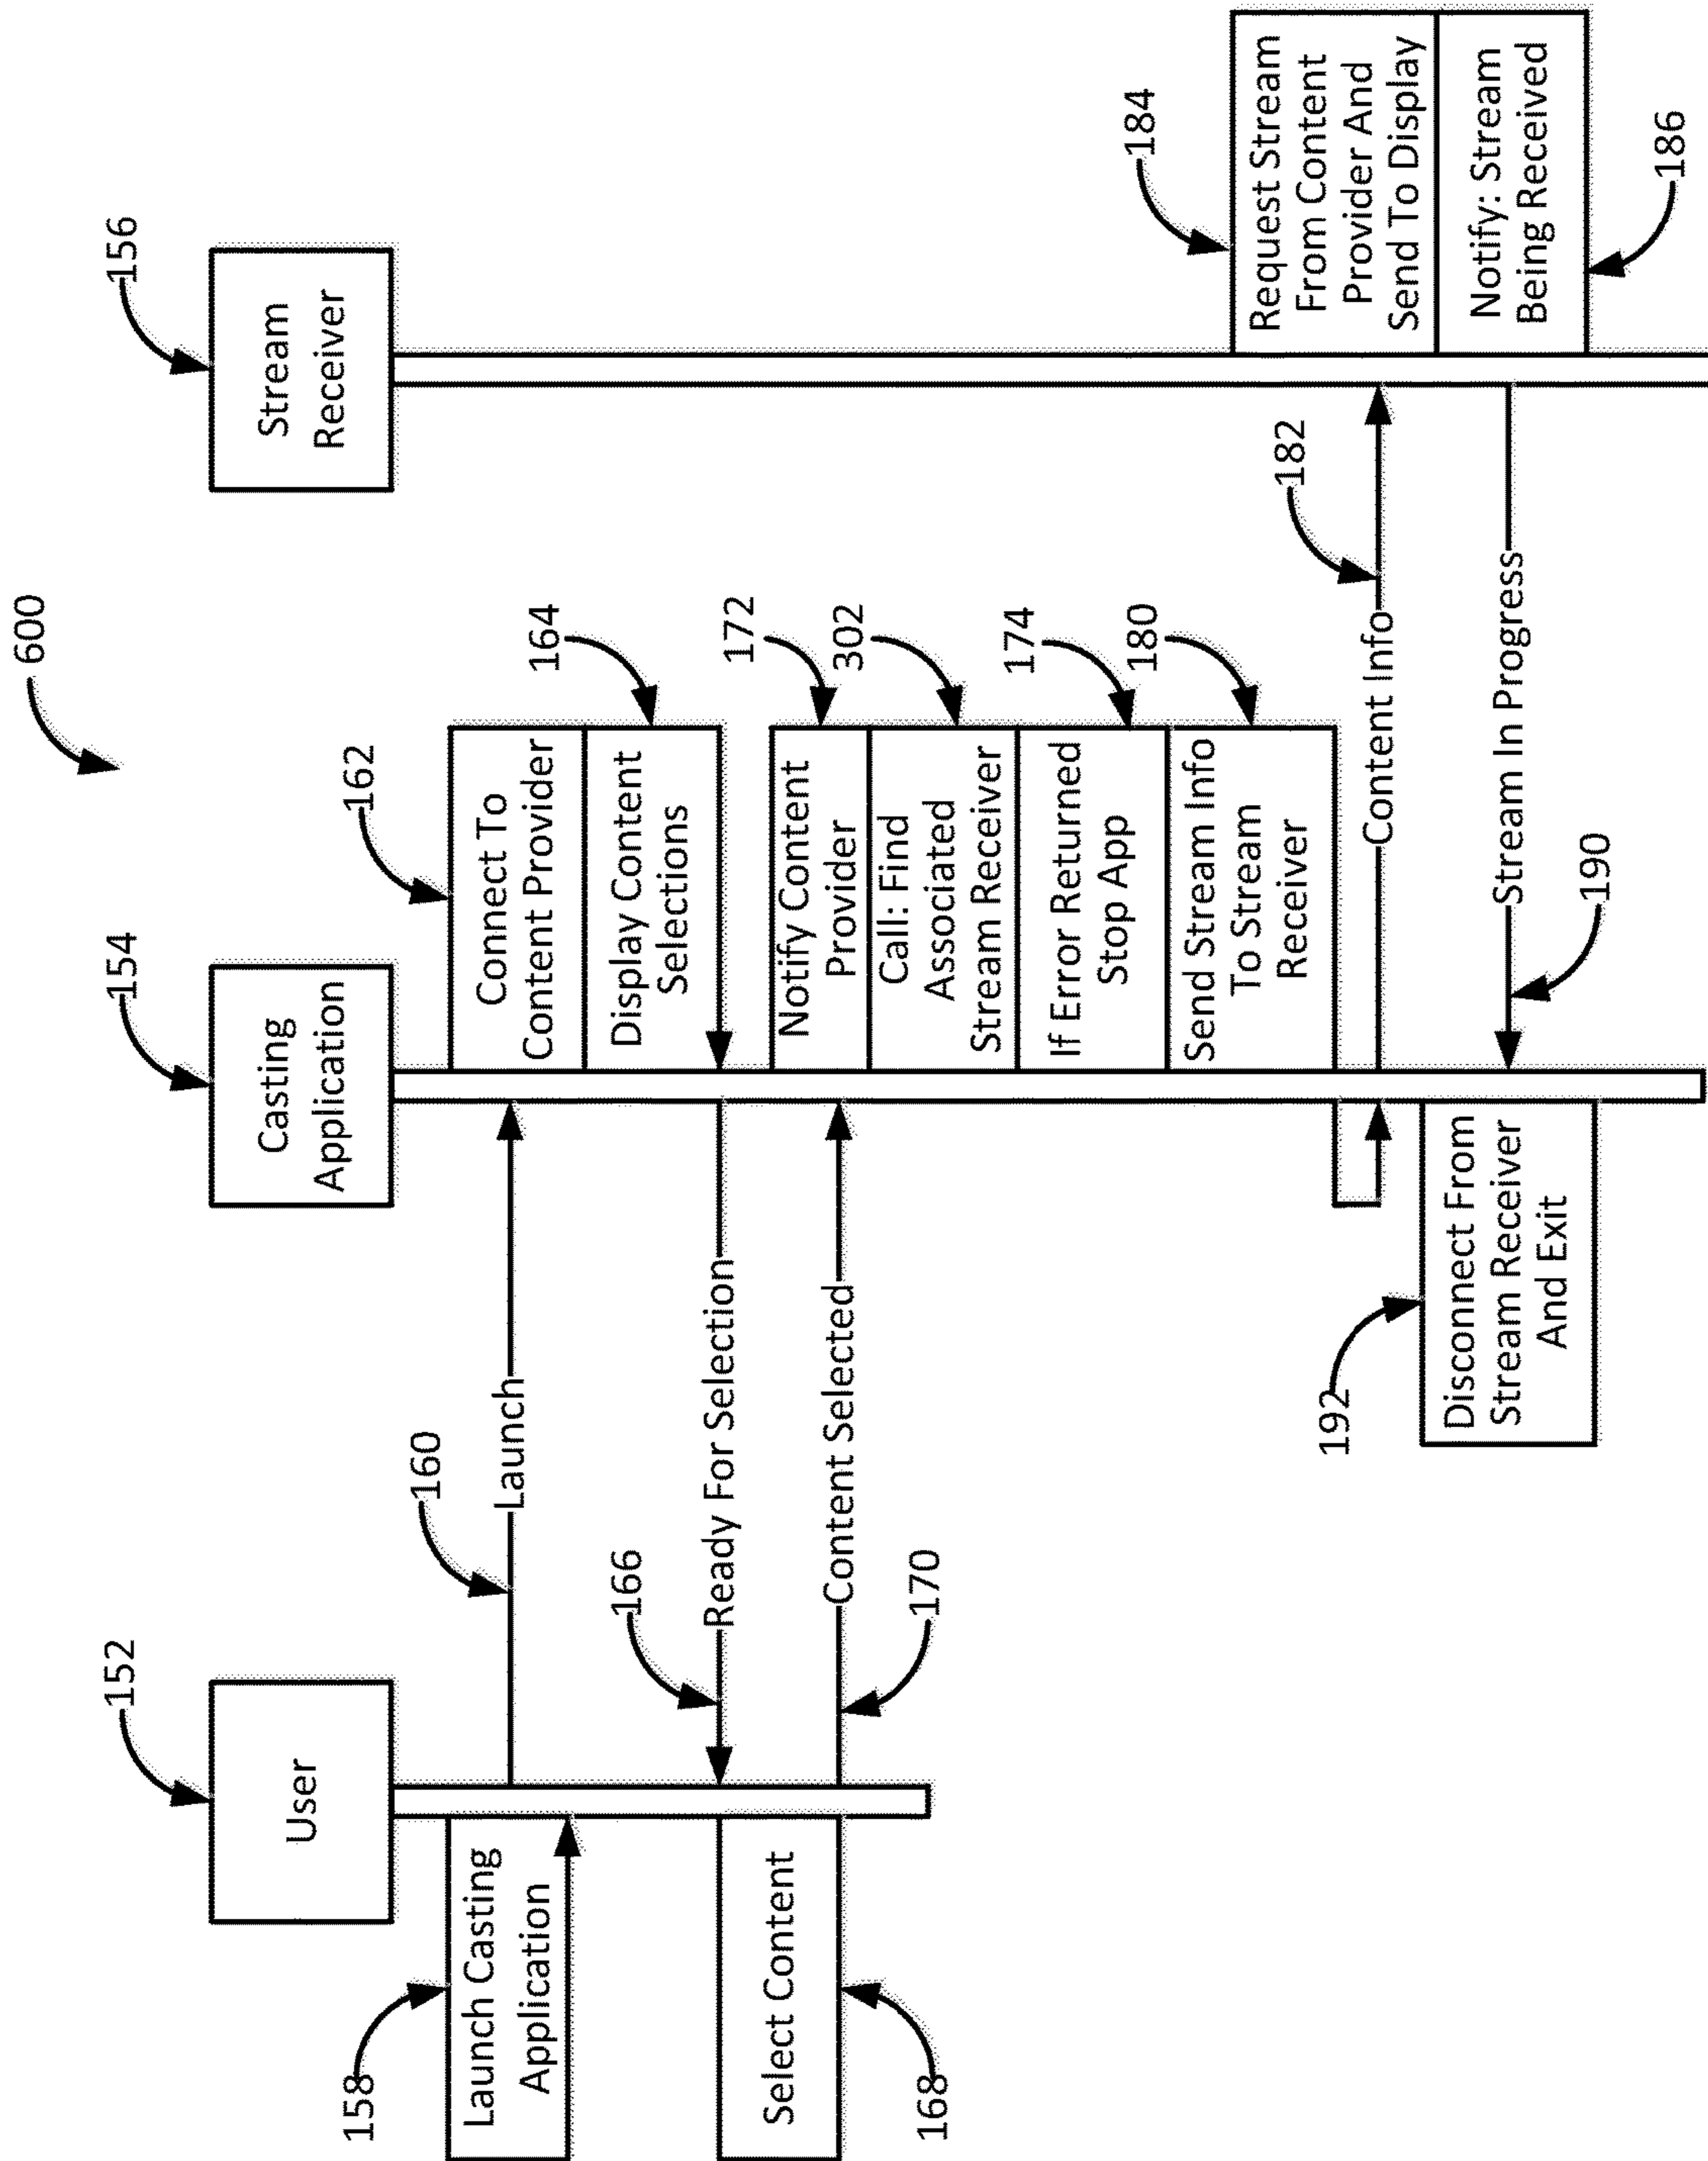 600
152
User
154
Casting
Application
156
Stream
Receiver
158
Launch Casting
Application
160
Launch
162
Connect To
Content Provider
164
Display Content
Selections
166
Ready For Selection
168
Select Content
170
Content Selected
172
Notify Content
Provider
302
Call: Find
Associated
Stream Receiver
174
If Error Returned
Stop App
180
Send Stream Info
To Stream
Receiver
182
Content Info
184
Request Stream
From Content
Provider And
Send To Display
186
Notify: Stream
Being Received
Stream In Progress
190
192
Disconnect From
Stream Receiver
And Exit